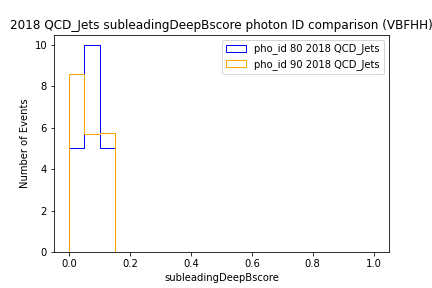 2018 QCD_Jets subleadingDeepBscore photon ID comparison (VBFHH)
pho_id 80 2018 QCD_Jets
pho_id 90 2018 QCD_Jets
Number of Events
10
8
6
4
2
0
0.0 0.2 0.4 0.6 0.8 1.0
subleadingDeepBscore